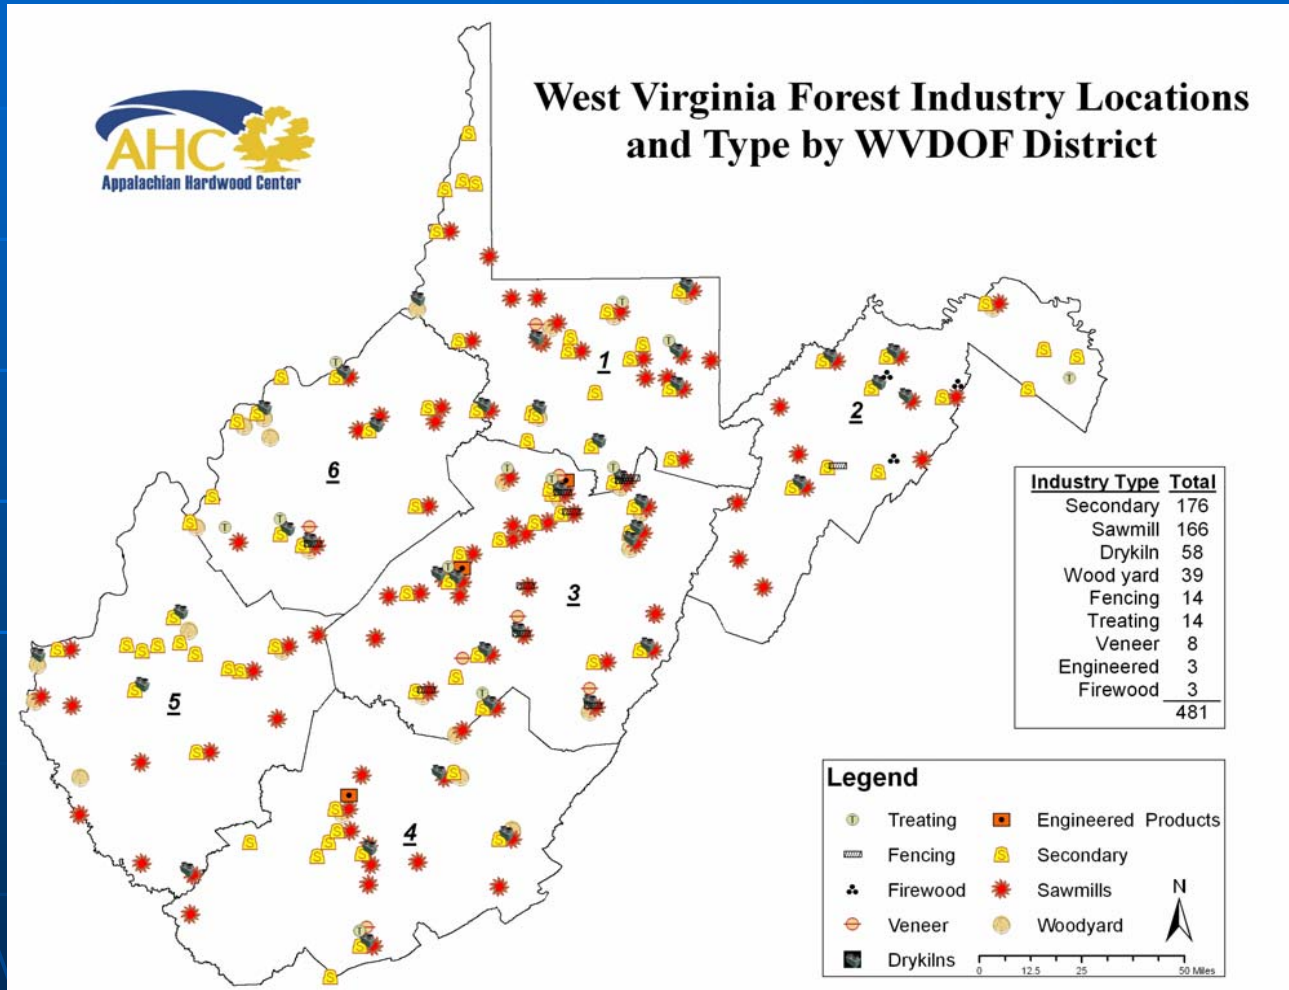 West Virginia Forest Industry Locations
and Type by WVDOF District
AHC
Appalachian Hardwood Center
1
2
6
3
5
4
Industry Type Total
Secondary 176
Sawmill 166
Drykiln 58
Wood yard 39
Fencing 14
Treating 14
Veneer 8
Engineered 3
Firewood 3
481
Legend
T Treating
Fencing
Firewood
Veneer
Drykilns
Engineered Products
S Secondary
Sawmills
Woodyard
N
0 12.5 25 50 Miles